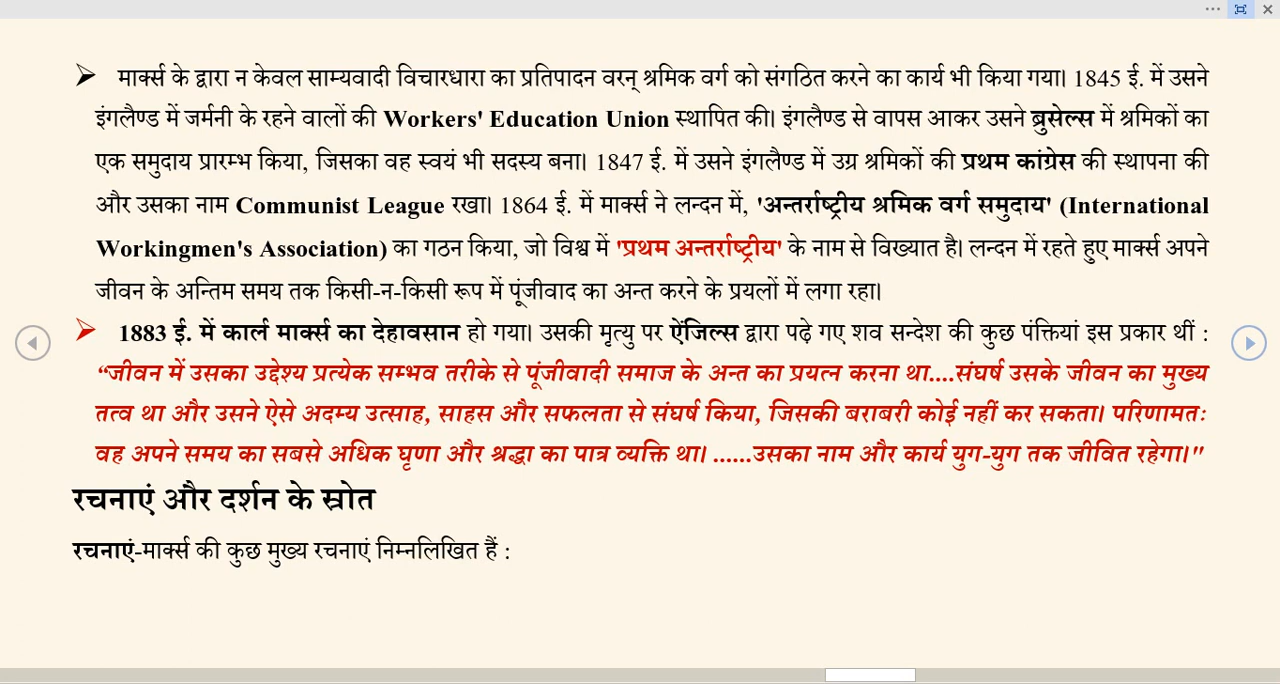 ➢ मार्क्स के द्वारा न केवल साम्यवादी विचारधारा का प्रतिपादन वरन् श्रमिक वर्ग को संगठित करने का कार्य भी किया गया। 1845 ई. में उसने
इंगलैण्ड में जर्मनी के रहने वालों की Workers' Education Union स्थापित की। इंगलैण्ड से वापस आकर उसने ब्रुसेल्स में श्रमिकों का
एक समुदाय प्रारम्भ किया, जिसका वह स्वयं भी सदस्य बना। 1847 ई. में उसने इंगलैण्ड में उग्र श्रमिकों की प्रथम कांग्रेस की स्थापना की
और उसका नाम Communist League रखा। 1864 ई. में मार्क्स ने लन्दन में, 'अन्तर्राष्ट्रीय श्रमिक वर्ग समुदाय' (International
Workingmen's Association) का गठन किया, जो विश्व में 'प्रथम अन्तर्राष्ट्रीय' के नाम से विख्यात है। लन्दन में रहते हुए मार्क्स अपने
जीवन के अन्तिम समय तक किसी-न-किसी रूप में पूंजीवाद का अन्त करने के प्रयलों में लगा रहा।
➢ 1883 ई. में कार्ल मार्क्स का देहावसान हो गया। उसकी मृत्यु पर ऐंजिल्स द्वारा पढ़े गए शव सन्देश की कुछ पंक्तियां इस प्रकार थीं :
“जीवन में उसका उद्देश्य प्रत्येक सम्भव तरीके से पूंजीवादी समाज के अन्त का प्रयत्न करना था....संघर्ष उसके जीवन का मुख्य
तत्व था और उसने ऐसे अदम्य उत्साह, साहस और सफलता से संघर्ष किया, जिसकी बराबरी कोई नहीं कर सकता। परिणामतः
वह अपने समय का सबसे अधिक घृणा और श्रद्धा का पात्र व्यक्ति था। ......उसका नाम और कार्य युग-युग तक जीवित रहेगा।"
रचनाएं और दर्शन के स्रोत
रचनाएं-मार्क्स की कुछ मुख्य रचनाएं निम्नलिखित हैं :